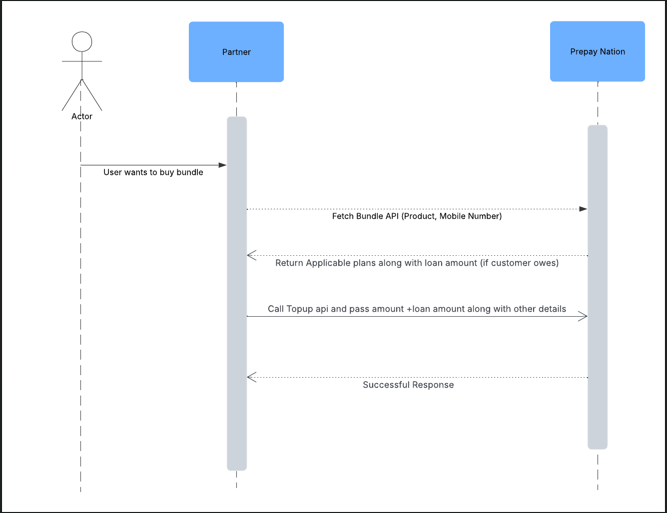 Partner
Prepay Nation
Actor
User wants to buy bundle
Fetch Bundle API (Product, Mobile Number)
Return Applicable plans along with loan amount (if customer owes)
Call Topup api and pass amount +loan amount along with other details
Successful Response